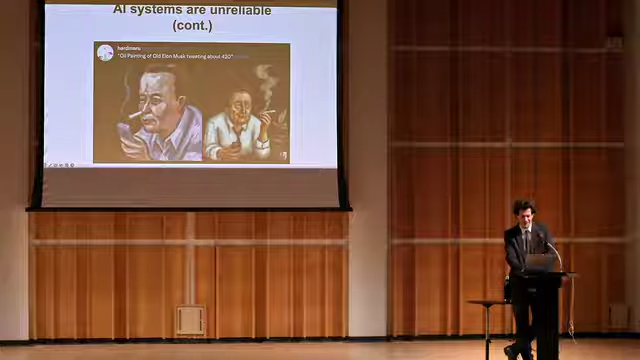 AI systems are unreliable
(cont.)
hardmaru
"Oil Painting of Old Elon Musk tweeting about 420"